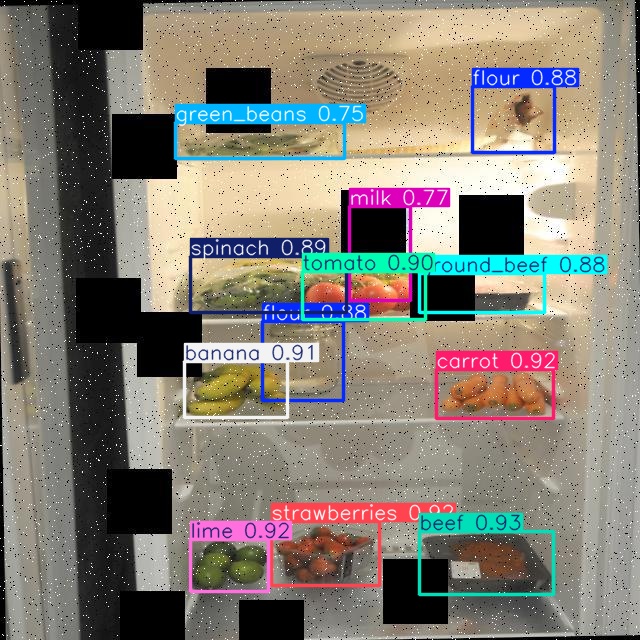 flour 0.88
green_beans 0.75
milk 0.77
spinach 0.89
tomato 0.90
round_beef 0.88
flour 0.88
banana 0.91
carrot 0.92
strawberries 0.92
beef 0.93
lime 0.92